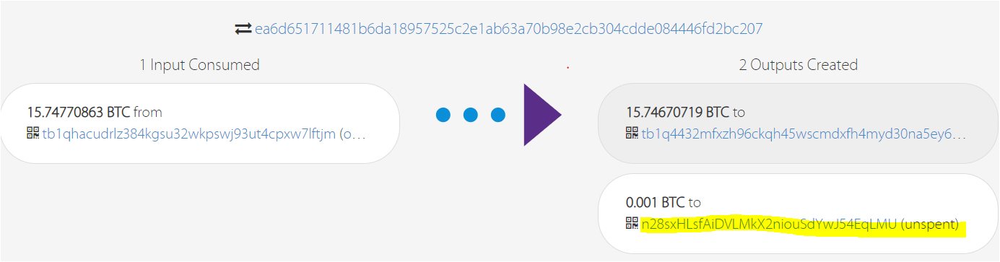 ea6d651711481b6da18957525c2e1ab63a70b98e2cb304cdde084446fd2bc207
1 Input Consumed
2 Outputs Created
15.74770863 BTC from
tb1qhacudrlz384kgsu32wkpswj93ut4cpxw7lftjm (o...
15.74670719 BTC to
tb1q4432mfxzh96ckqh45wscmdxfh4myd30na5ey6...
0.001 BTC to
n28sxHLsfAiDVLMkX2niouSdYwJ54EqLMU (unspent)